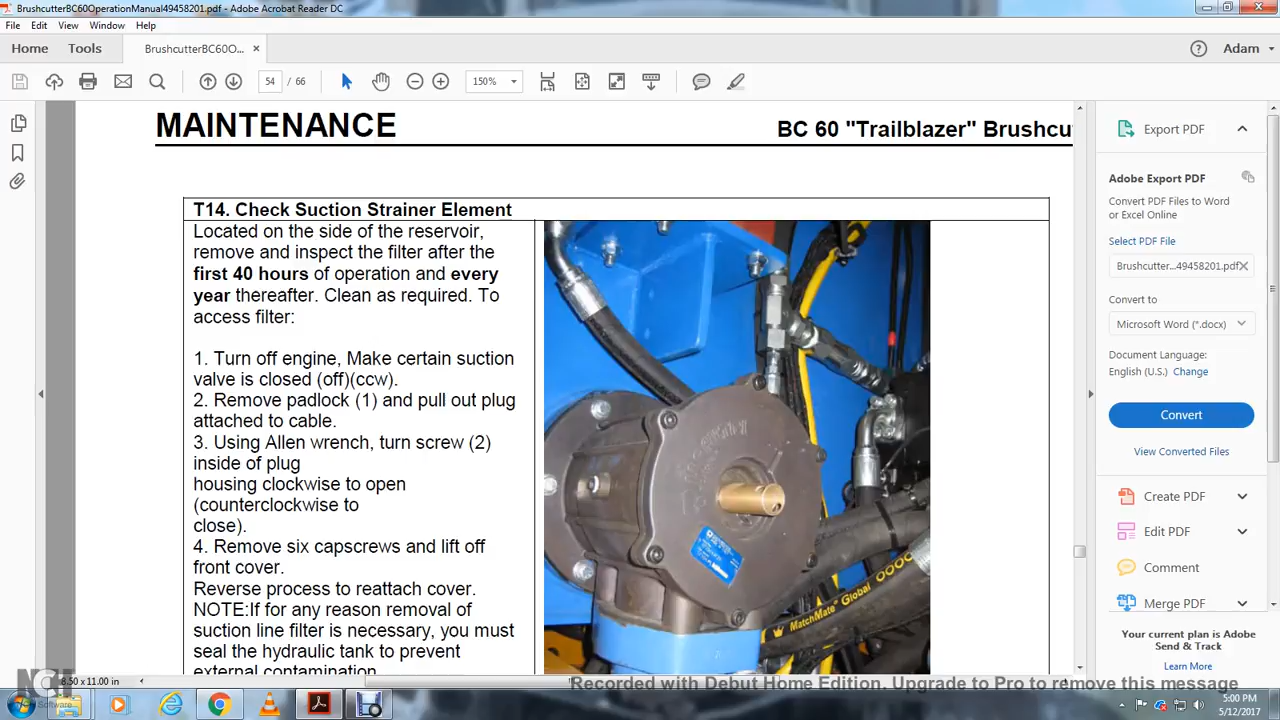 BrushcutterBC60OperationManual49458201.pdf - Adobe Acrobat Reader DC
File Edit View Window Help
Home Tools BrushcutterBC60O... × Adam
54 / 66 150%
MAINTENANCE BC 60 "Trailblazer" Brushcu
T14. Check Suction Strainer Element
Located on the side of the reservoir,
remove and inspect the filter after the
first 40 hours of operation and every
year thereafter. Clean as required. To
access filter:
1. Turn off engine, Make certain suction
valve is closed (off)(ccw).
2. Remove padlock (1) and pull out plug
attached to cable.
3. Using Allen wrench, turn screw (2)
inside of plug
housing clockwise to open
(counterclockwise to
close).
4. Remove six capscrews and lift off
front cover.
Reverse process to reattach cover.
NOTE:If for any reason removal of
suction line filter is necessary, you must
seal the hydraulic tank to prevent
external contamination
MatchMate Global
Export PDF
Adobe Export PDF
Convert PDF Files to Word
or Excel Online
Select PDF File
Brushcutter...49458201.pdf
Convert to
Microsoft Word (*.docx)
Document Language:
English (U.S.) Change
Convert
View Converted Files
Create PDF
Edit PDF
Comment
Merge PDF
Your current plan is Adobe
Send & Track
Learn More
8.50 x 11.00 in
NCH Software
Recorded with Debut Home Edition. Upgrade to Pro to remove this message
5:00 PM
5/12/2017